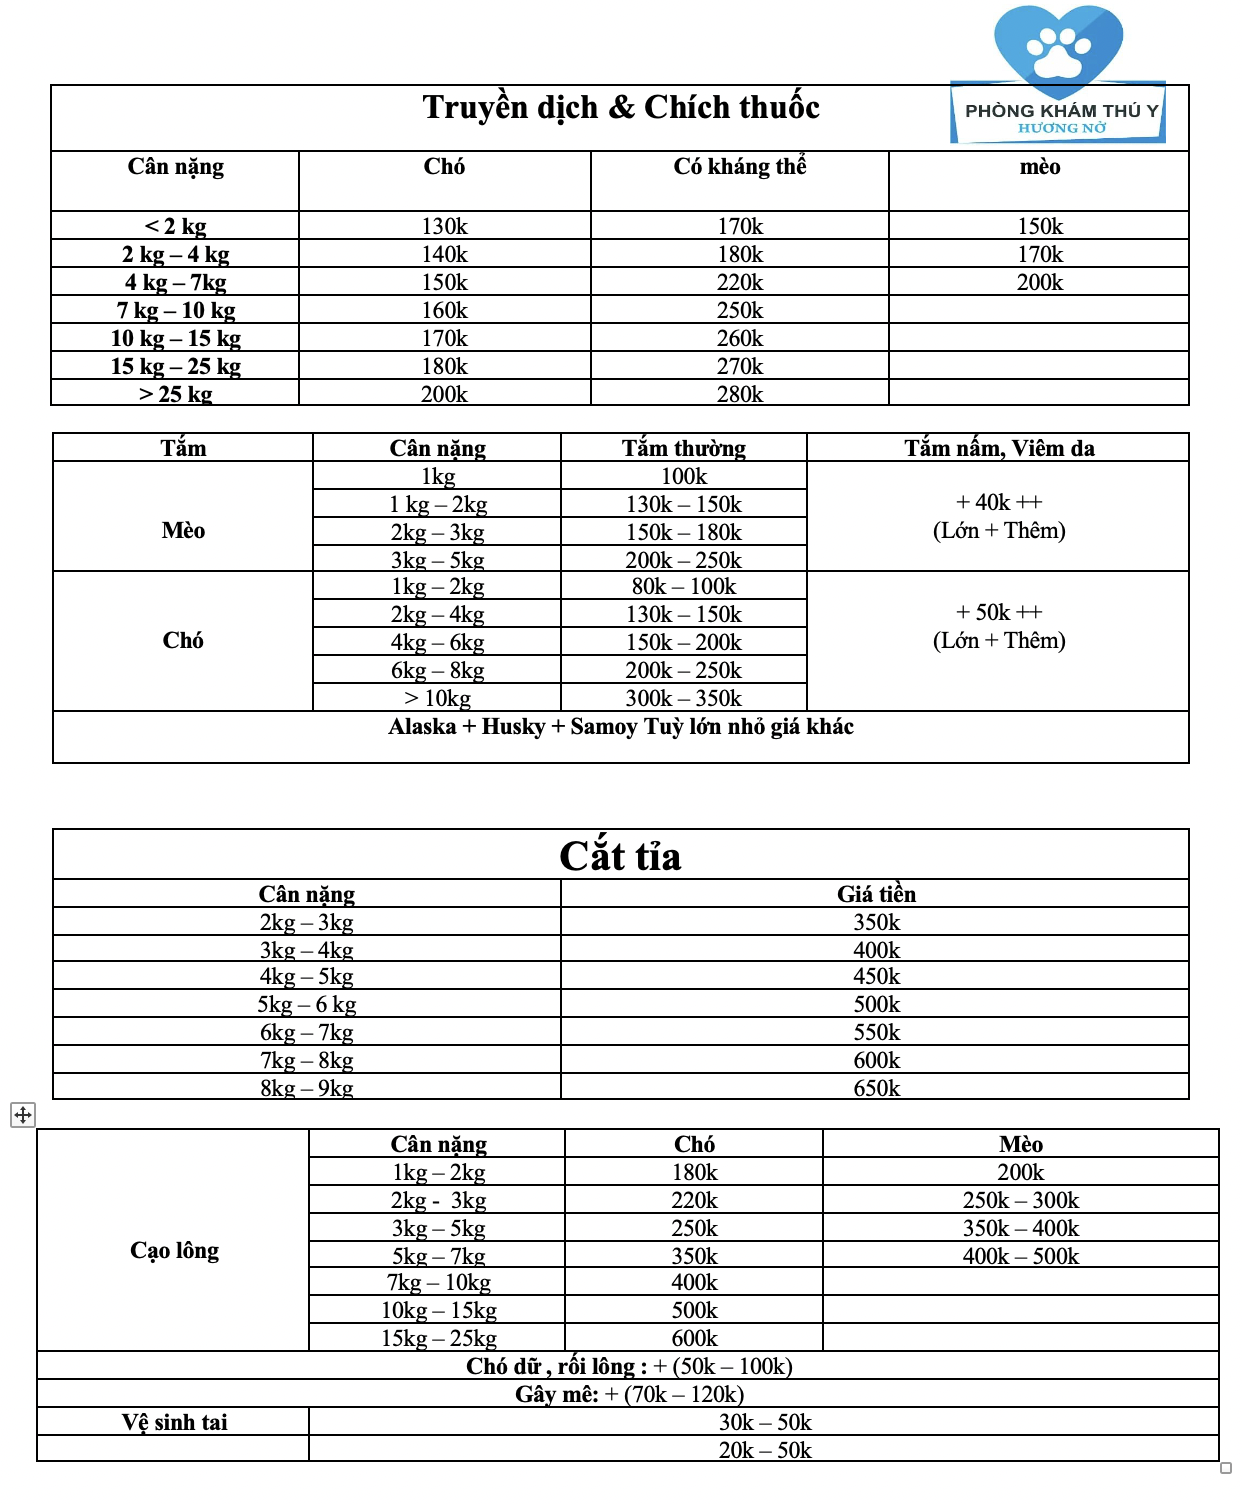 PHÒNG KHÁM THÚ Y
HƯƠNG NỞ
Truyền dịch & Chích thuốc
Cân nặng Chó Có kháng thể mèo
< 2 kg 130k 170k 150k
2 kg – 4 kg 140k 180k 170k
4 kg – 7kg 150k 220k 200k
7 kg – 10 kg 160k 250k
10 kg – 15 kg 170k 260k
15 kg – 25 kg 180k 270k
> 25 kg 200k 280k
Tắm Cân nặng Tắm thường Tắm nấm, Viêm da
Mèo
1kg 100k
1 kg – 2kg 130k – 150k
2kg – 3kg 150k – 180k
3kg – 5kg 200k – 250k
+ 40k ++
(Lớn + Thêm)
Chó
1kg – 2kg 80k – 100k
2kg – 4kg 130k – 150k
4kg – 6kg 150k – 200k
6kg – 8kg 200k – 250k
> 10kg 300k – 350k
+ 50k ++
(Lớn + Thêm)
Alaska + Husky + Samoy Tuỳ lớn nhỏ giá khác
Cắt tỉa
Cân nặng Giá tiền
2kg – 3kg 350k
3kg – 4kg 400k
4kg – 5kg 450k
5kg – 6 kg 500k
6kg – 7kg 550k
7kg – 8kg 600k
8kg – 9kg 650k
Cạo lông
Cân nặng Chó Mèo
1kg – 2kg 180k 200k
2kg - 3kg 220k 250k – 300k
3kg – 5kg 250k 350k – 400k
5kg – 7kg 350k 400k – 500k
7kg – 10kg 400k
10kg – 15kg 500k
15kg – 25kg 600k
Chó dữ , rối lông : + (50k – 100k)
Gây mê: + (70k – 120k)
Vệ sinh tai 30k – 50k
20k – 50k